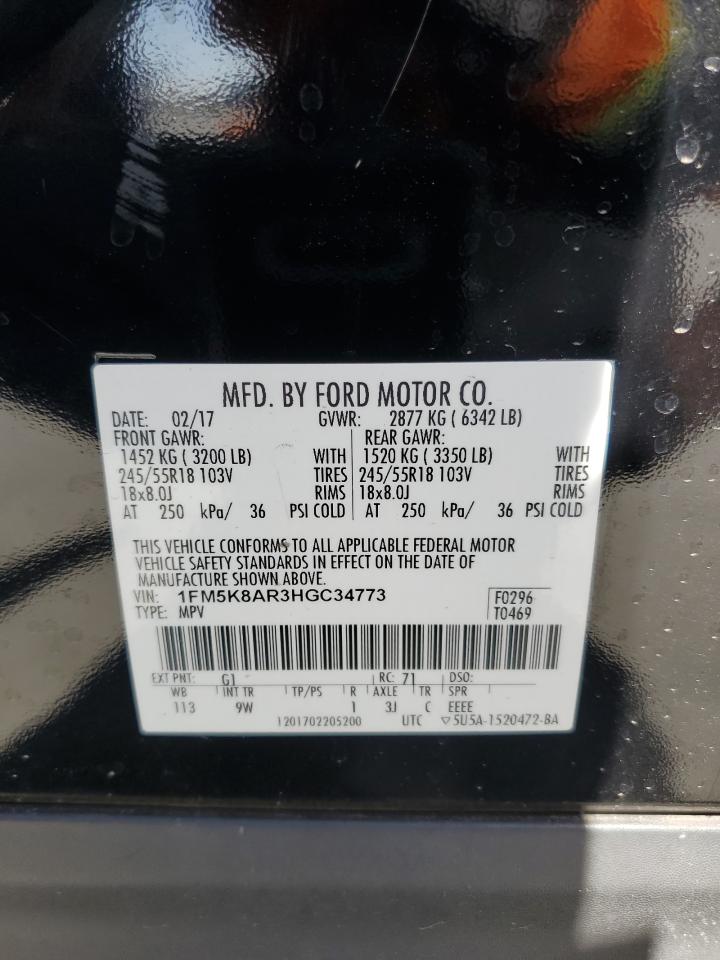 MFD. BY FORD MOTOR CO.
DATE: 02/17 GVWR: 2877 KG ( 6342 LB)
FRONT GAWR: REAR GAWR:
1452 KG ( 3200 LB) WITH 1520 KG ( 3350 LB) WITH
245/55R18 103V TIRES 245/55R18 103V TIRES
18x8.0J RIMS 18x8.0J RIMS
AT 250 kPa/ 36 PSI COLD AT 250 kPa/ 36 PSI COLD
THIS VEHICLE CONFORMS TO ALL APPLICABLE FEDERAL MOTOR
VEHICLE SAFETY STANDARDS IN EFFECT ON THE DATE OF
MANUFACTURE SHOWN ABOVE.
VIN: 1FM5K8AR3HGC34773 F0296
TYPE: MPV T0469
EXT PNT: G1 RC: 71 DSO:
WB INT TR TP/PS R AXLE TR SPR
113 9W 1 3J C EEEE
1201702205200 UTC ▽5U5A-1520472-BA